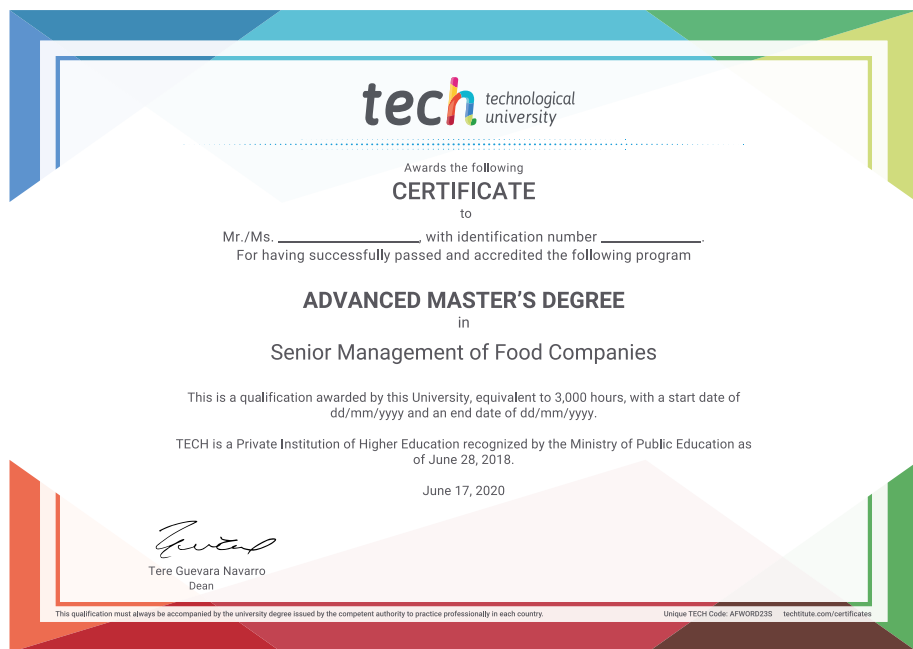 tech technological
university
Awards the following
CERTIFICATE
to
Mr./Ms. ____________________, with identification number ______________.
For having successfully passed and accredited the following program
ADVANCED MASTER'S DEGREE
in
Senior Management of Food Companies
This is a qualification awarded by this University, equivalent to 3,000 hours, with a start date of
dd/mm/yyyy and an end date of dd/mm/yyyy.
TECH is a Private Institution of Higher Education recognized by the Ministry of Public Education as
of June 28, 2018.
June 17, 2020
Tere Guevara Navarro
Dean
This qualification must always be accompanied by the university degree issued by the competent authority to practice professionally in each country. Unique TECH Code: AFWORD23S techtitute.com/certificates